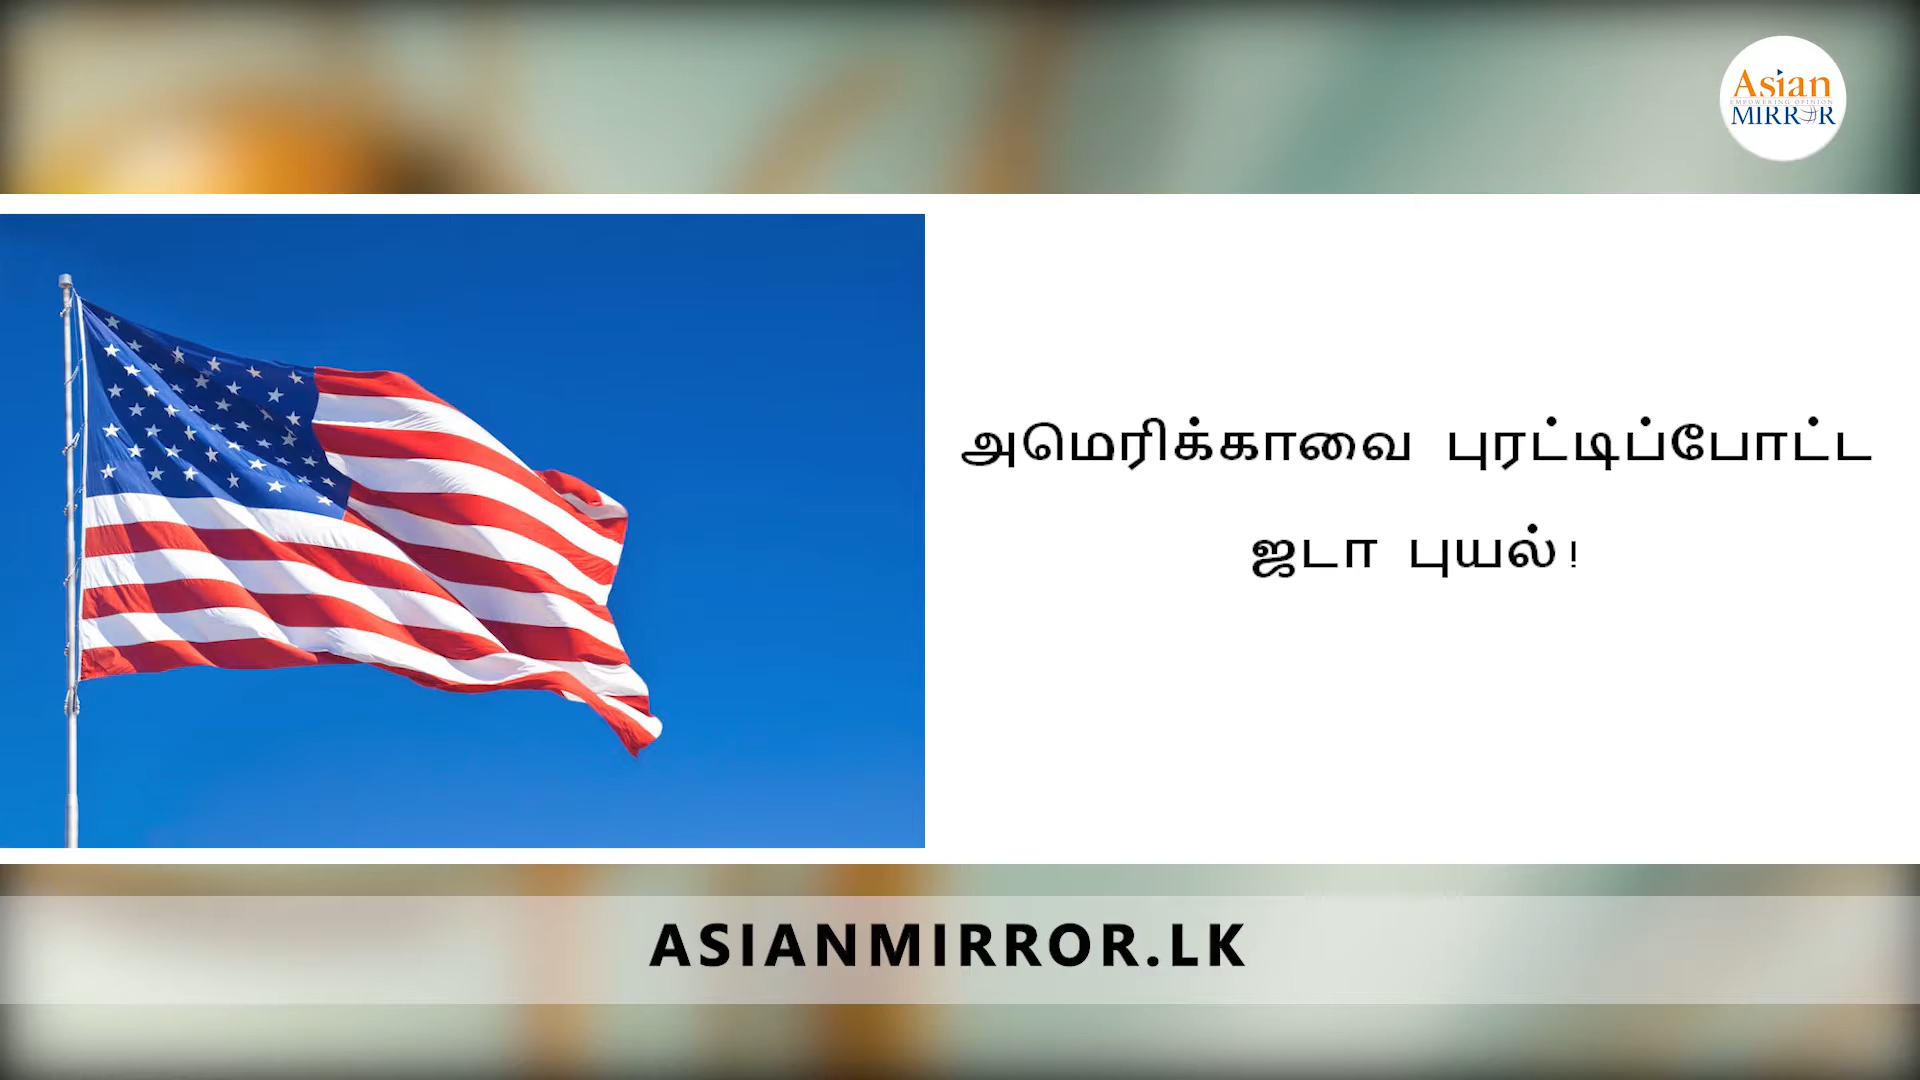 Asian
EMPOWERING OPINION
MIRROR
அமெரிக்காவை புரட்டிப்போட்ட
ஜடா புயல்!
ASIANMIRROR.LK